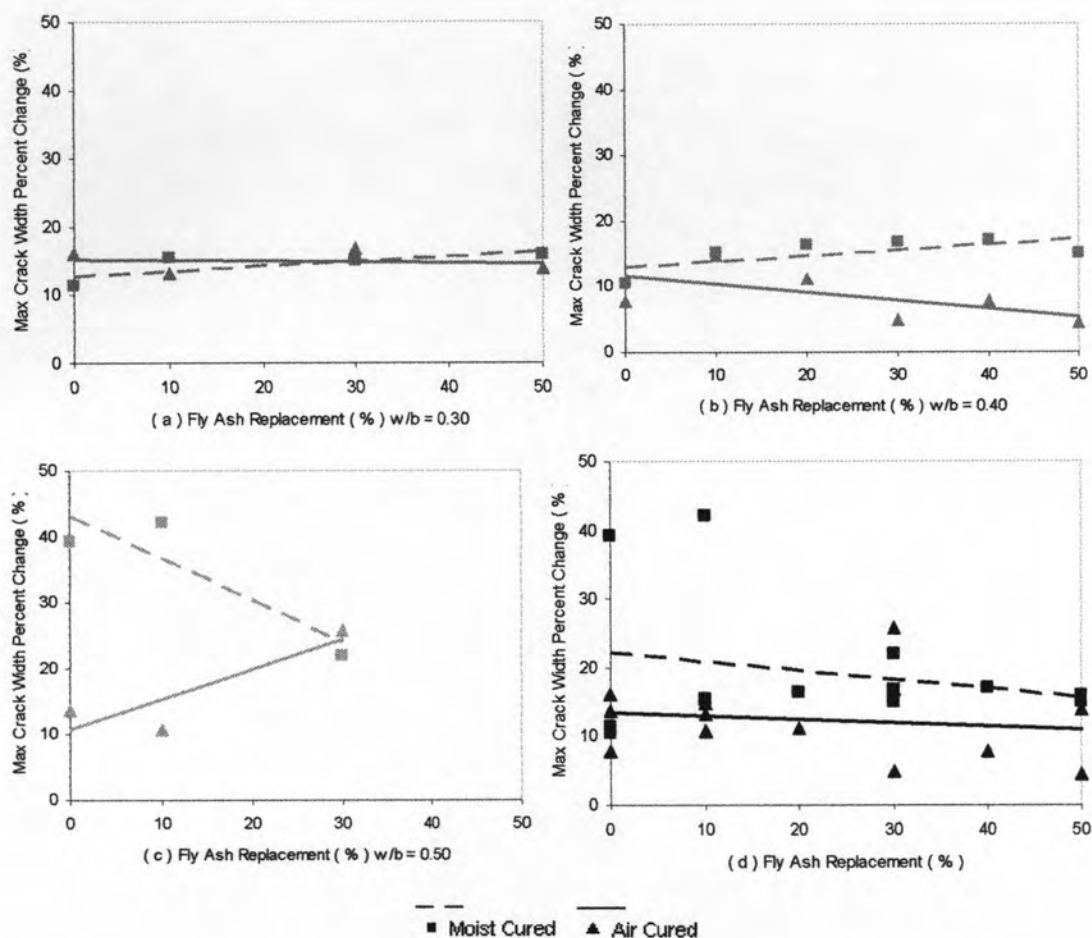 50
40
30
20
10
0
Max Crack Width Percent Change (%
0 10 20 30 40 50
( a ) Fly Ash Replacement ( % ) w/b = 0.30
50
40
30
20
10
0
Max Crack Width Percent Change ( %
0 10 20 30 40 50
( b ) Fly Ash Replacement ( % ) w/b = 0.40
50
40
30
20
10
0
Max Crack Width Percent Change ( %
0 10 20 30 40 50
( c ) Fly Ash Replacement ( % ) w/b = 0.50
50
40
30
20
10
0
Max Crack Width Percent Change ( %
0 10 20 30 40 50
( d ) Fly Ash Replacement ( % )
Moist Cured Air Cured